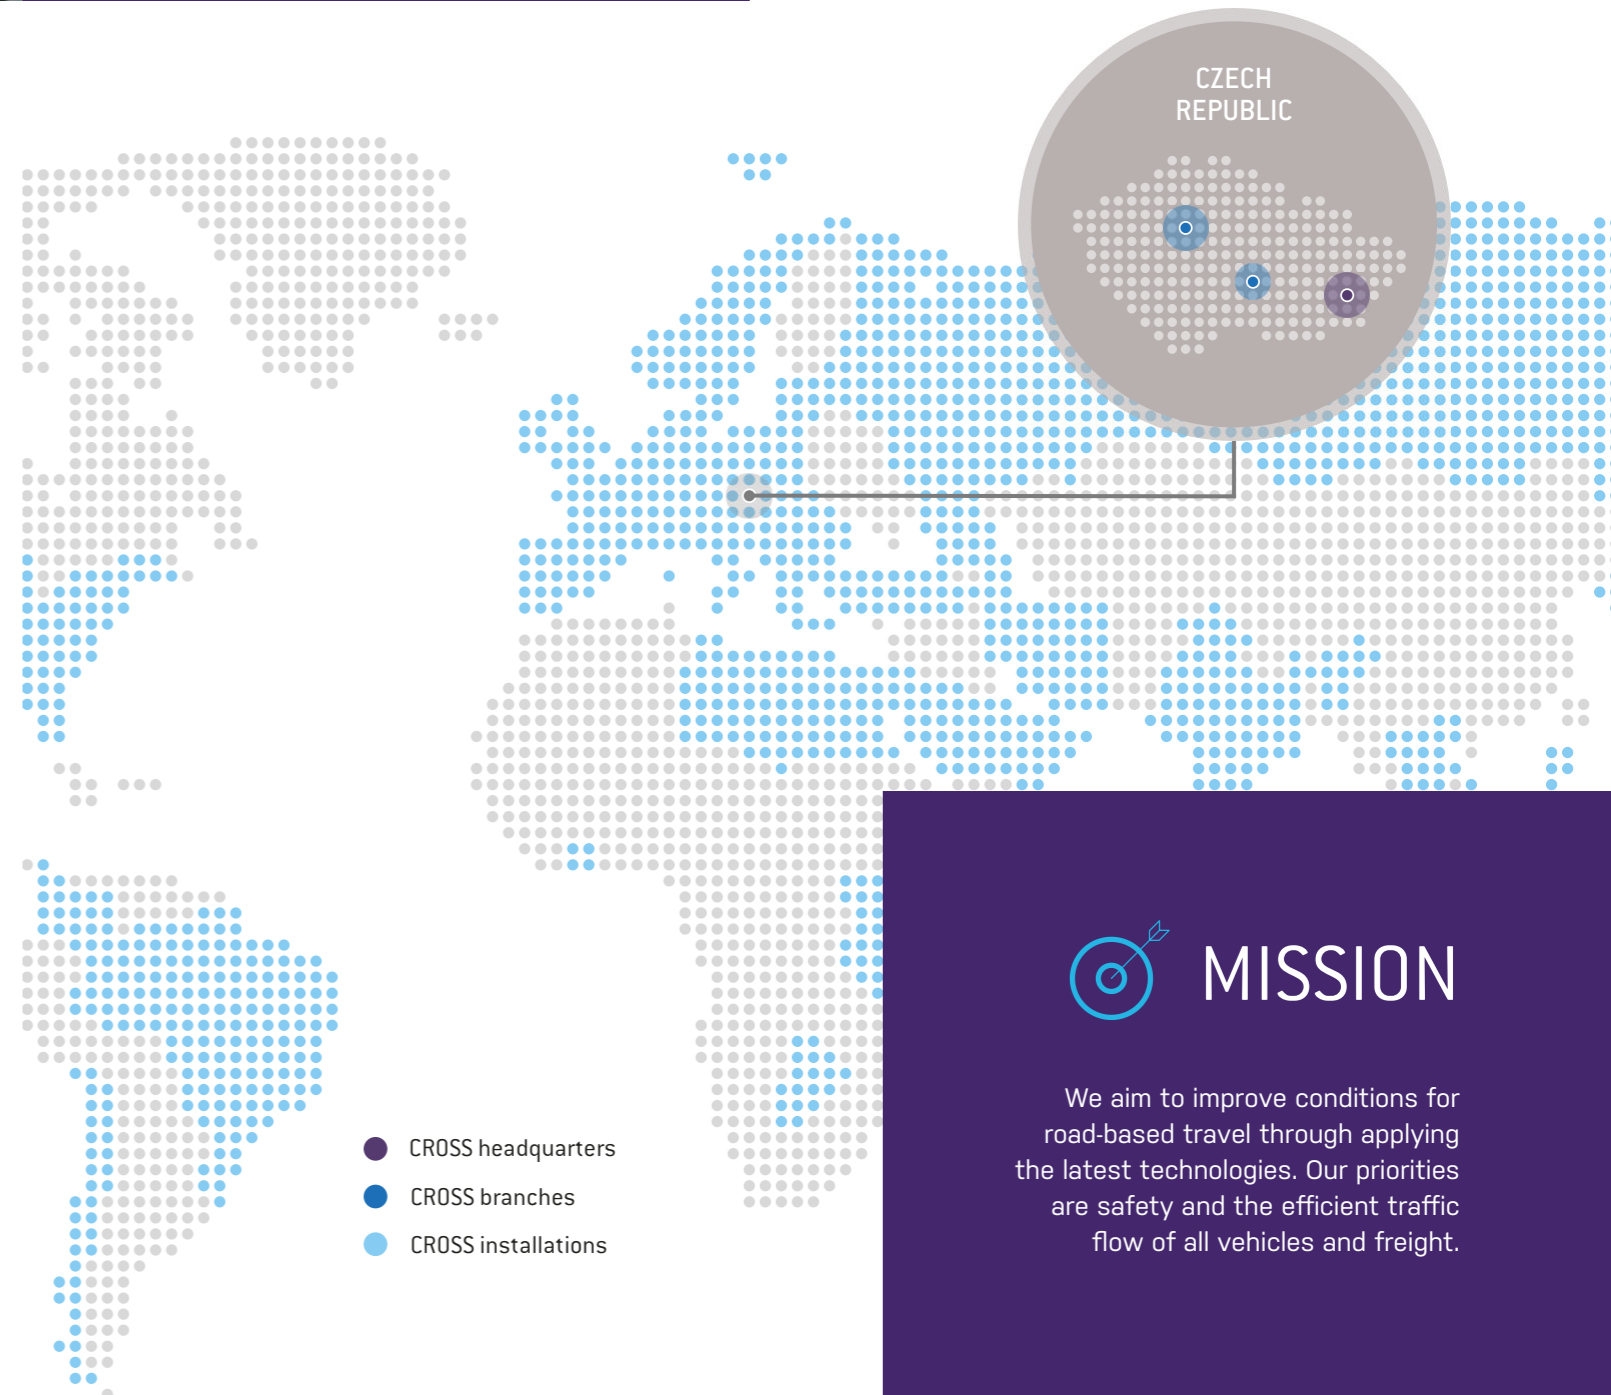 CZECH
REPUBLIC
CROSS headquarters
CROSS branches
CROSS installations
MISSION
We aim to improve conditions for
road-based travel through applying
the latest technologies. Our priorities
are safety and the efficient traffic
flow of all vehicles and freight.